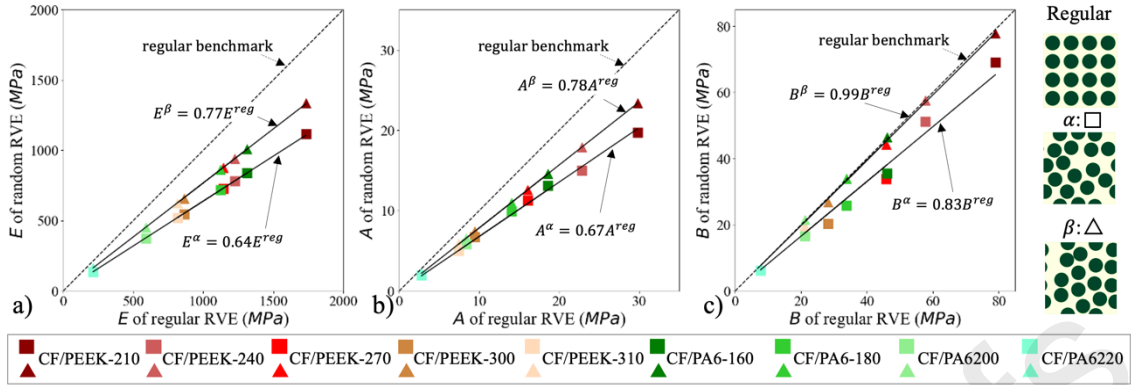 a)
2000
1500
1000
500
0
0 500 1000 1500 2000
E of random RVE (MPa)
E of regular RVE (MPa)
regular benchmark
E^β = 0.77E^reg
E^α = 0.64E^reg
b)
30
20
10
0
0 10 20 30
A of random RVE (MPa)
A of regular RVE (MPa)
regular benchmark
A^β = 0.78A^reg
A^α = 0.67A^reg
c)
80
60
40
20
0
0 20 40 60 80
B of random RVE (MPa)
B of regular RVE (MPa)
regular benchmark
B^β = 0.99B^reg
B^α = 0.83B^reg
Regular
α:
β:
CF/PEEK-210 CF/PEEK-240 CF/PEEK-270 CF/PEEK-300 CF/PEEK-310 CF/PA6-160 CF/PA6-180 CF/PA6200 CF/PA6220